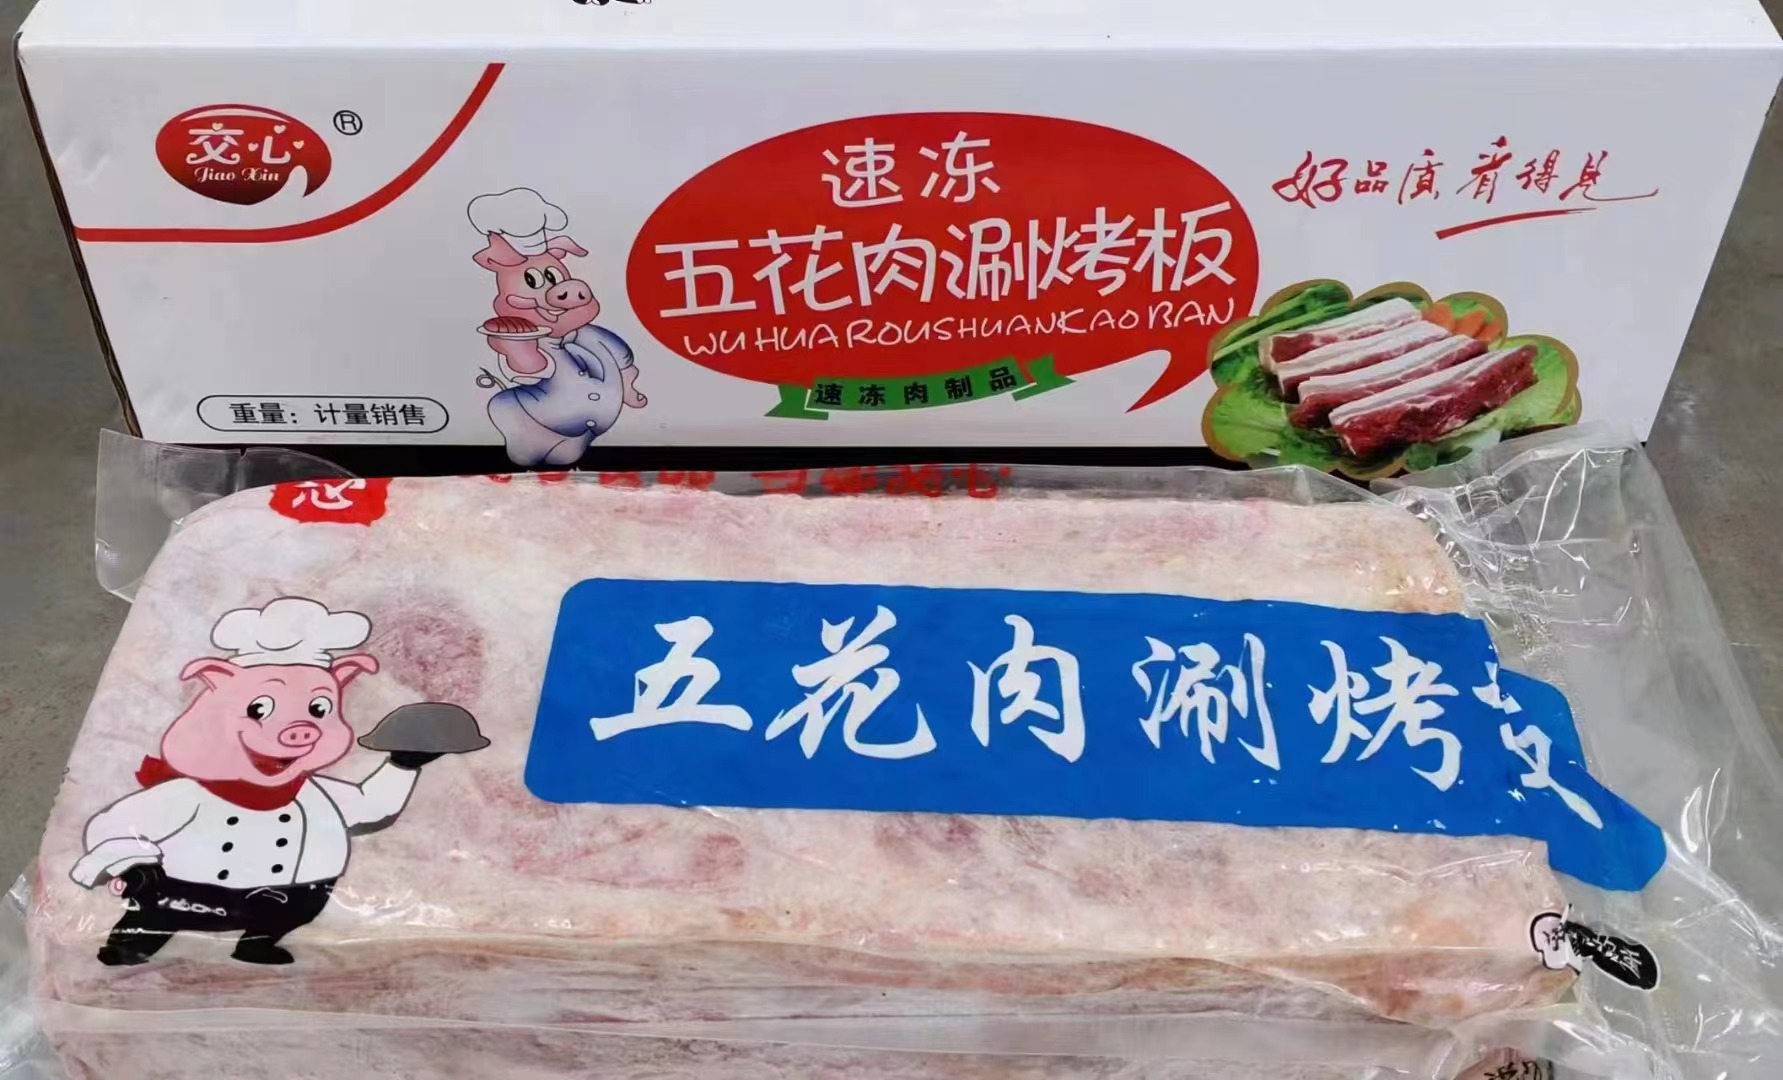 交心
Jiao Xin
®
速冻
五花肉涮烤板
WU HUA ROU SHUAN KAO BAN
速冻肉制品
好品质 看得见
重量：计量销售
心
五花肉涮烤